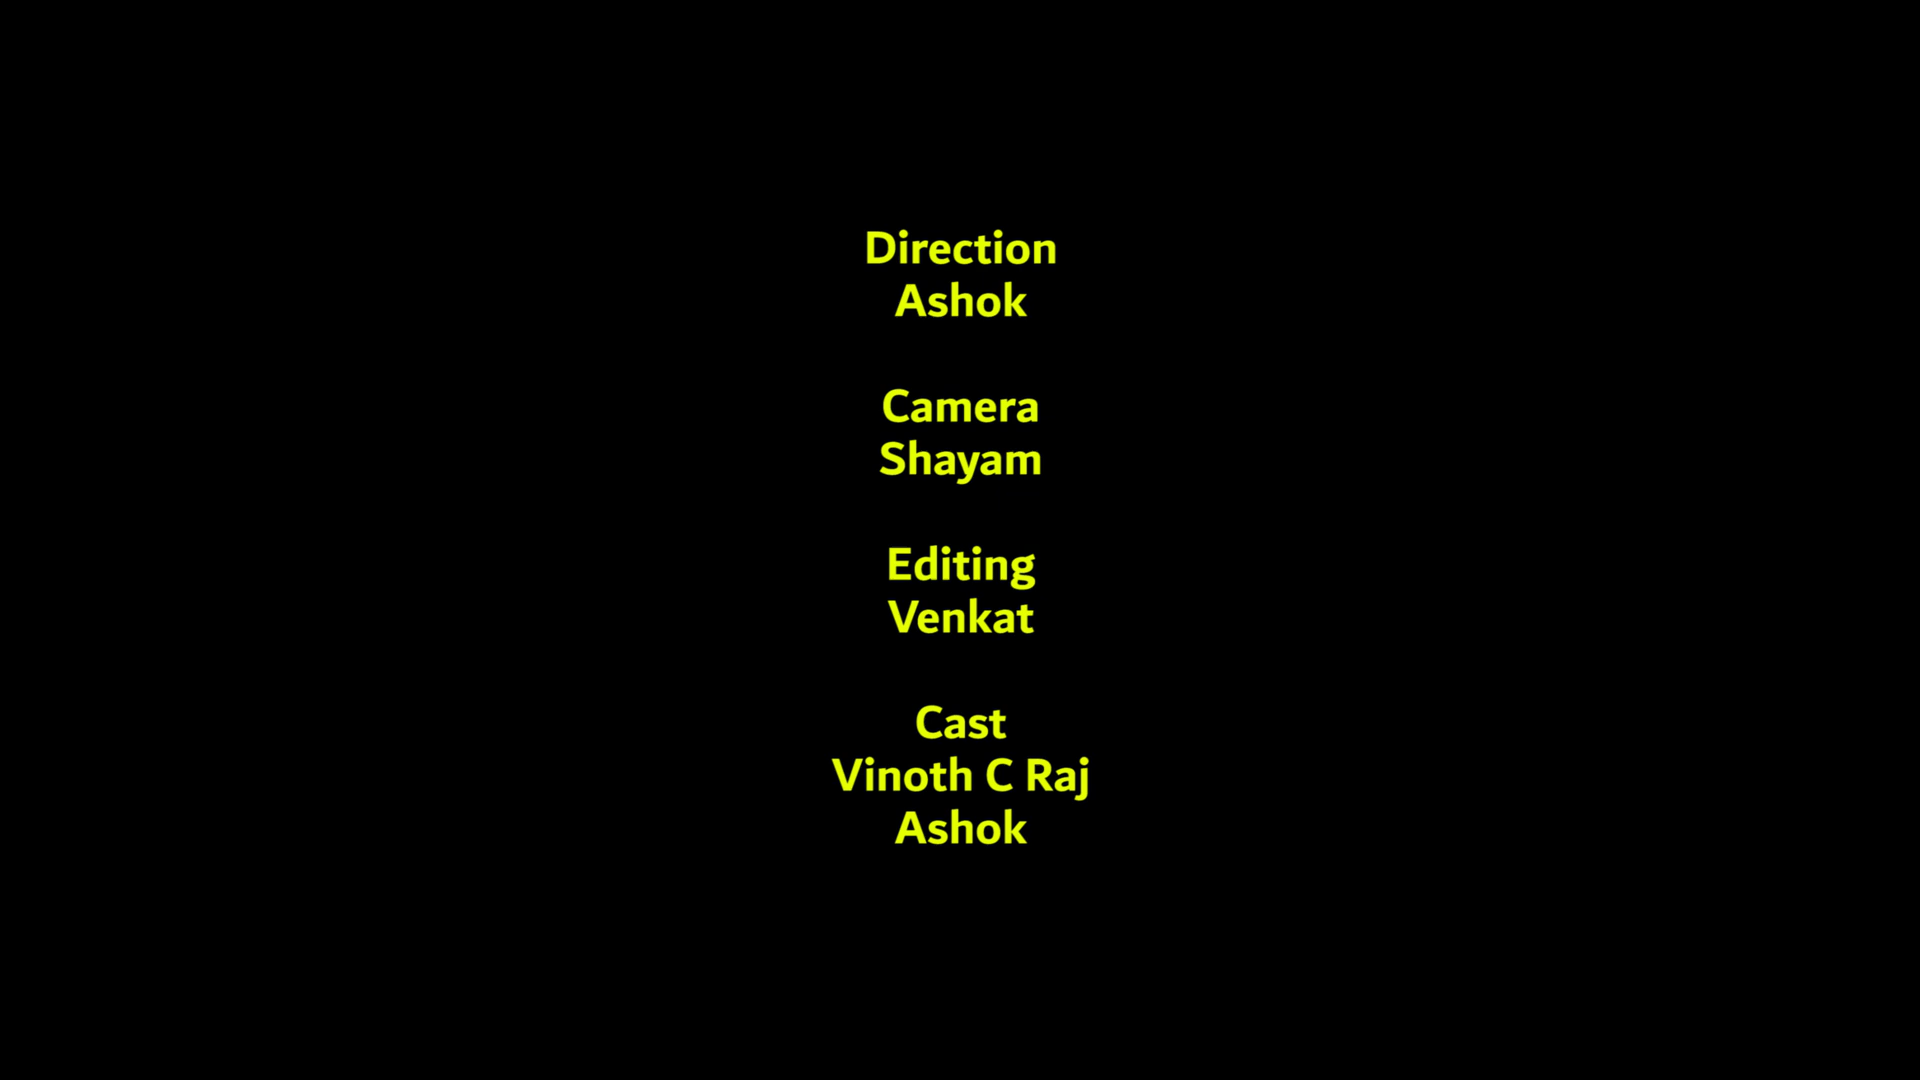 Direction
Ashok
Camera
Shayam
Editing
Venkat
Cast
Vinoth C Raj
Ashok